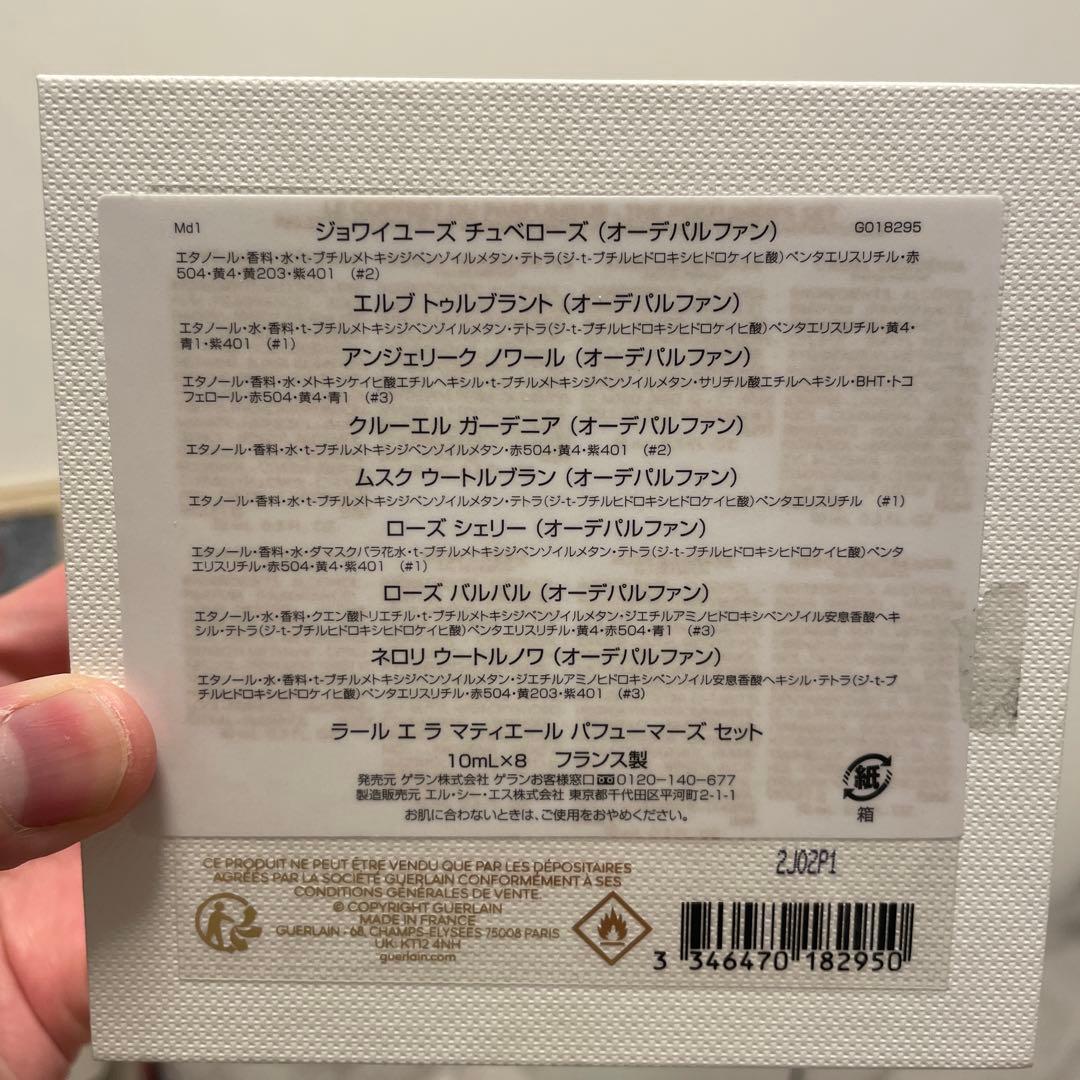 Md1 ジョワイユーズ チュベローズ (オーデパルファン) G018295
エタノール・香料・水・t-ブチルメトキシジベンゾイルメタン・テトラ(ジ-t-ブチルヒドロキシヒドロケイヒ酸)ペンタエリスリチル・赤
504・黄4・黄203・紫401 (#2)
エルブ トゥルブラント (オーデパルファン)
エタノール・水・香料・t-ブチルメトキシジベンゾイルメタン・テトラ(ジ-t-ブチルヒドロキシヒドロケイヒ酸)ペンタエリスリチル・黄4・
青1・紫401 (#1)
アンジェリーク ノワール (オーデパルファン)
エタノール・香料・水・メトキシケイヒ酸エチルヘキシル・t-ブチルメトキシジベンゾイルメタン・サリチル酸エチルヘキシル・BHT・トコ
フェロール・赤504・黄4・青1 (#3)
クルーエル ガーデニア (オーデパルファン)
エタノール・香料・水・t-ブチルメトキシジベンゾイルメタン・赤504・黄4・紫401 (#2)
ムスク ウートルブラン (オーデパルファン)
エタノール・香料・水・t-ブチルメトキシジベンゾイルメタン・テトラ(ジ-t-ブチルヒドロキシヒドロケイヒ酸)ペンタエリスリチル (#1)
ローズ シェリー (オーデパルファン)
エタノール・香料・水・ダマスクバラ花水・t-ブチルメトキシジベンゾイルメタン・テトラ(ジ-t-ブチルヒドロキシヒドロケイヒ酸)ペンタ
エリスリチル・赤504・黄4・紫401 (#1)
ローズ バルバル (オーデパルファン)
エタノール・水・香料・クエン酸トリエチル・t-ブチルメトキシジベンゾイルメタン・ジエチルアミノヒドロキシベンゾイル安息香酸ヘキ
シル・テトラ(ジ-t-ブチルヒドロキシヒドロケイヒ酸)ペンタエリスリチル・黄4・赤504・青1 (#3)
ネロリ ウートルノワ (オーデパルファン)
エタノール・水・香料・t-ブチルメトキシジベンゾイルメタン・ジエチルアミノヒドロキシベンゾイル安息香酸ヘキシル・テトラ(ジ-t-ブ
チルヒドロキシヒドロケイヒ酸)ペンタエリスリチル・赤504・黄203・紫401 (#3)
ラール エ ラ マティエール パフューマーズ セット
10mL×8 フランス製
発売元 ゲラン株式会社 ゲランお客様窓口 0120-140-677
製造販売元 エル・シー・エス株式会社 東京都千代田区平河町2-1-1
お肌に合わないときは、ご使用をおやめください。
紙
箱
2J02P1
CE PRODUIT NE PEUT ÊTRE VENDU QUE PAR LES DÉPOSITAIRES
AGRÉÉS PAR LA SOCIÉTÉ GUERLAIN CONFORMÉMENT À SES
CONDITIONS GÉNÉRALES DE VENTE.
© COPYRIGHT GUERLAIN
MADE IN FRANCE
GUERLAIN - 68, CHAMPS-ELYSEES 75008 PARIS
UK: KT12 4NH
guerlain.com
3 346470 182950